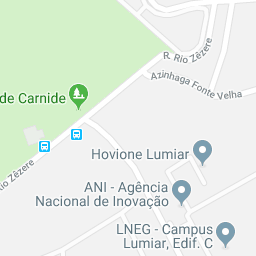 R. Rio Zêzere
Azinhaga Fonte Velha
de Carnide
Hovione Lumiar
Rio Zêzere
ANI - Agência
Nacional de Inovação
LNEG - Campus
Lumiar, Edif. C